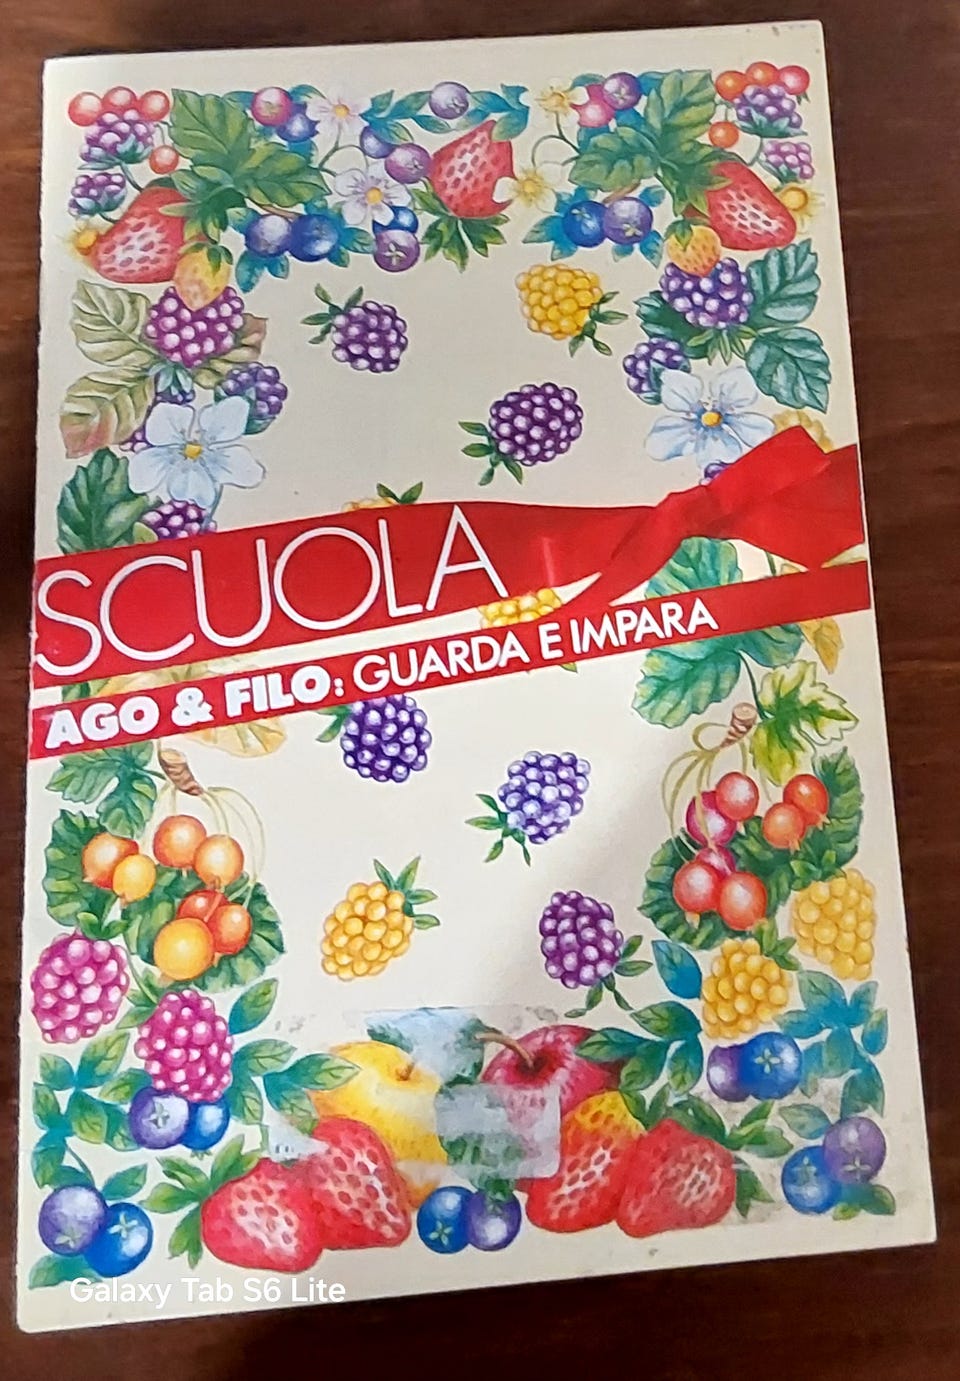 SCUOLA
AGO & FILO: GUARDA E IMPARA
Galaxy Tab S6 Lite